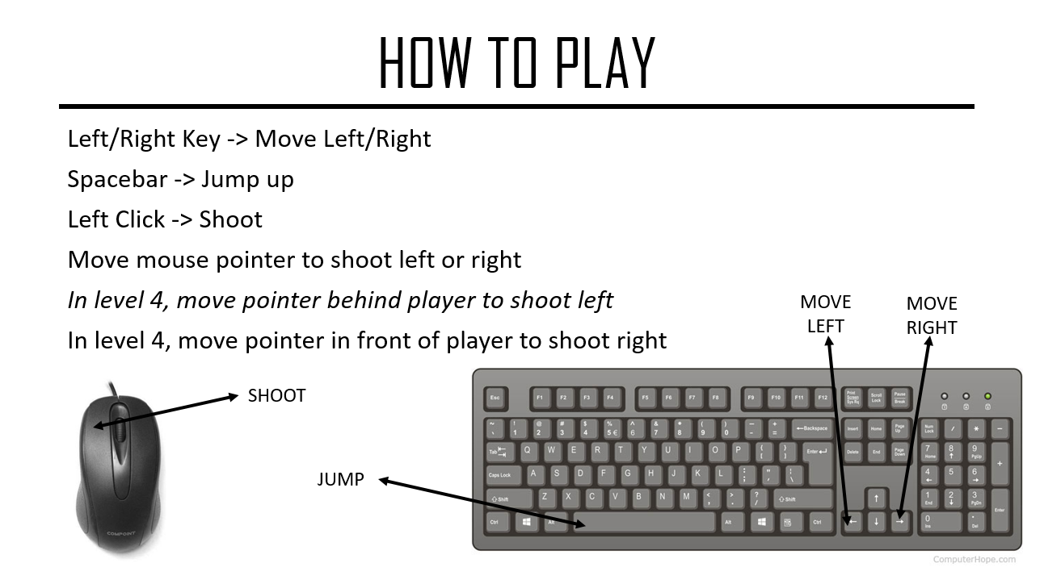 HOW TO PLAY
Left/Right Key -> Move Left/Right
Spacebar -> Jump up
Left Click -> Shoot
Move mouse pointer to shoot left or right
In level 4, move pointer behind player to shoot left
In level 4, move pointer in front of player to shoot right
MOVE
LEFT
MOVE
RIGHT
SHOOT
JUMP
COMPOINT
Esc F1 F2 F3 F4 F5 F6 F7 F8 F9 F10 F11 F12 Print Screen Scroll Lock Pause Break
! 1 @ 2 # 3 $ 4 % 5 € ^ 6 & 7 * 8 ( 9 ) 0 Backspace Insert Home Page Up Num Lock / * -
Tab Q W E R T Y U I O P Enter Delete End Page Down 7 Home 8 9 PgUp +
Caps Lock A S D F G H J K L 4 5 6
Shift Z X C V B N M < , > . ? / Shift ↑ 1 End 2 3 PgDn Enter
Ctrl Alt Alt Ctrl ← ↓ → 0 Ins . Del
ComputerHope.com